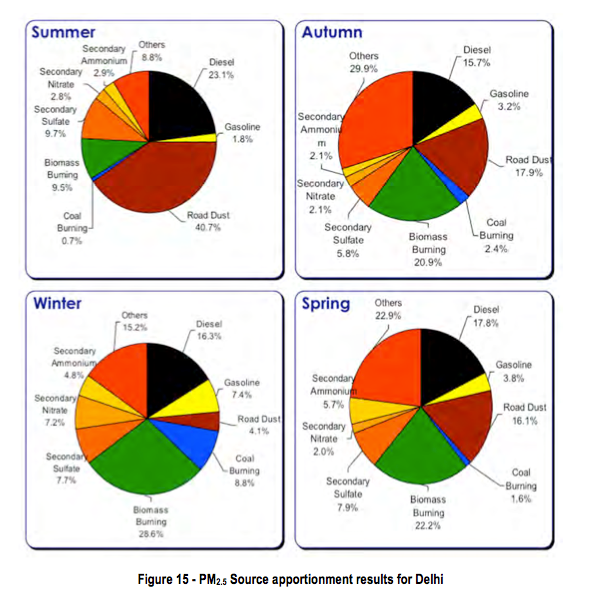 Summer
Others
8.8%
Secondary
Ammonium
2.9%
Diesel
23.1%
Secondary
Nitrate
2.8%
Secondary
Sulfate
9.7%
Gasoline
1.8%
Biomass
Burning
9.5%
Coal
Burning
0.7%
Road Dust
40.7%
Autumn
Others
29.9%
Diesel
15.7%
Gasoline
3.2%
Secondary
Ammoniu
m
2.1%
Road Dust
17.9%
Secondary
Nitrate
2.1%
Secondary
Sulfate
5.8%
Biomass
Burning
20.9%
Coal
Burning
2.4%
Winter
Others
15.2%
Diesel
16.3%
Secondary
Ammonium
4.8%
Gasoline
7.4%
Secondary
Nitrate
7.2%
Road Dust
4.1%
Secondary
Sulfate
7.7%
Coal
Burning
8.8%
Biomass
Burning
28.6%
Spring
Others
22.9%
Diesel
17.8%
Gasoline
3.8%
Secondary
Ammonium
5.7%
Road Dust
16.1%
Secondary
Nitrate
2.0%
Secondary
Sulfate
7.9%
Biomass
Burning
22.2%
Coal
Burning
1.6%
Figure 15 - PM2.5 Source apportionment results for Delhi